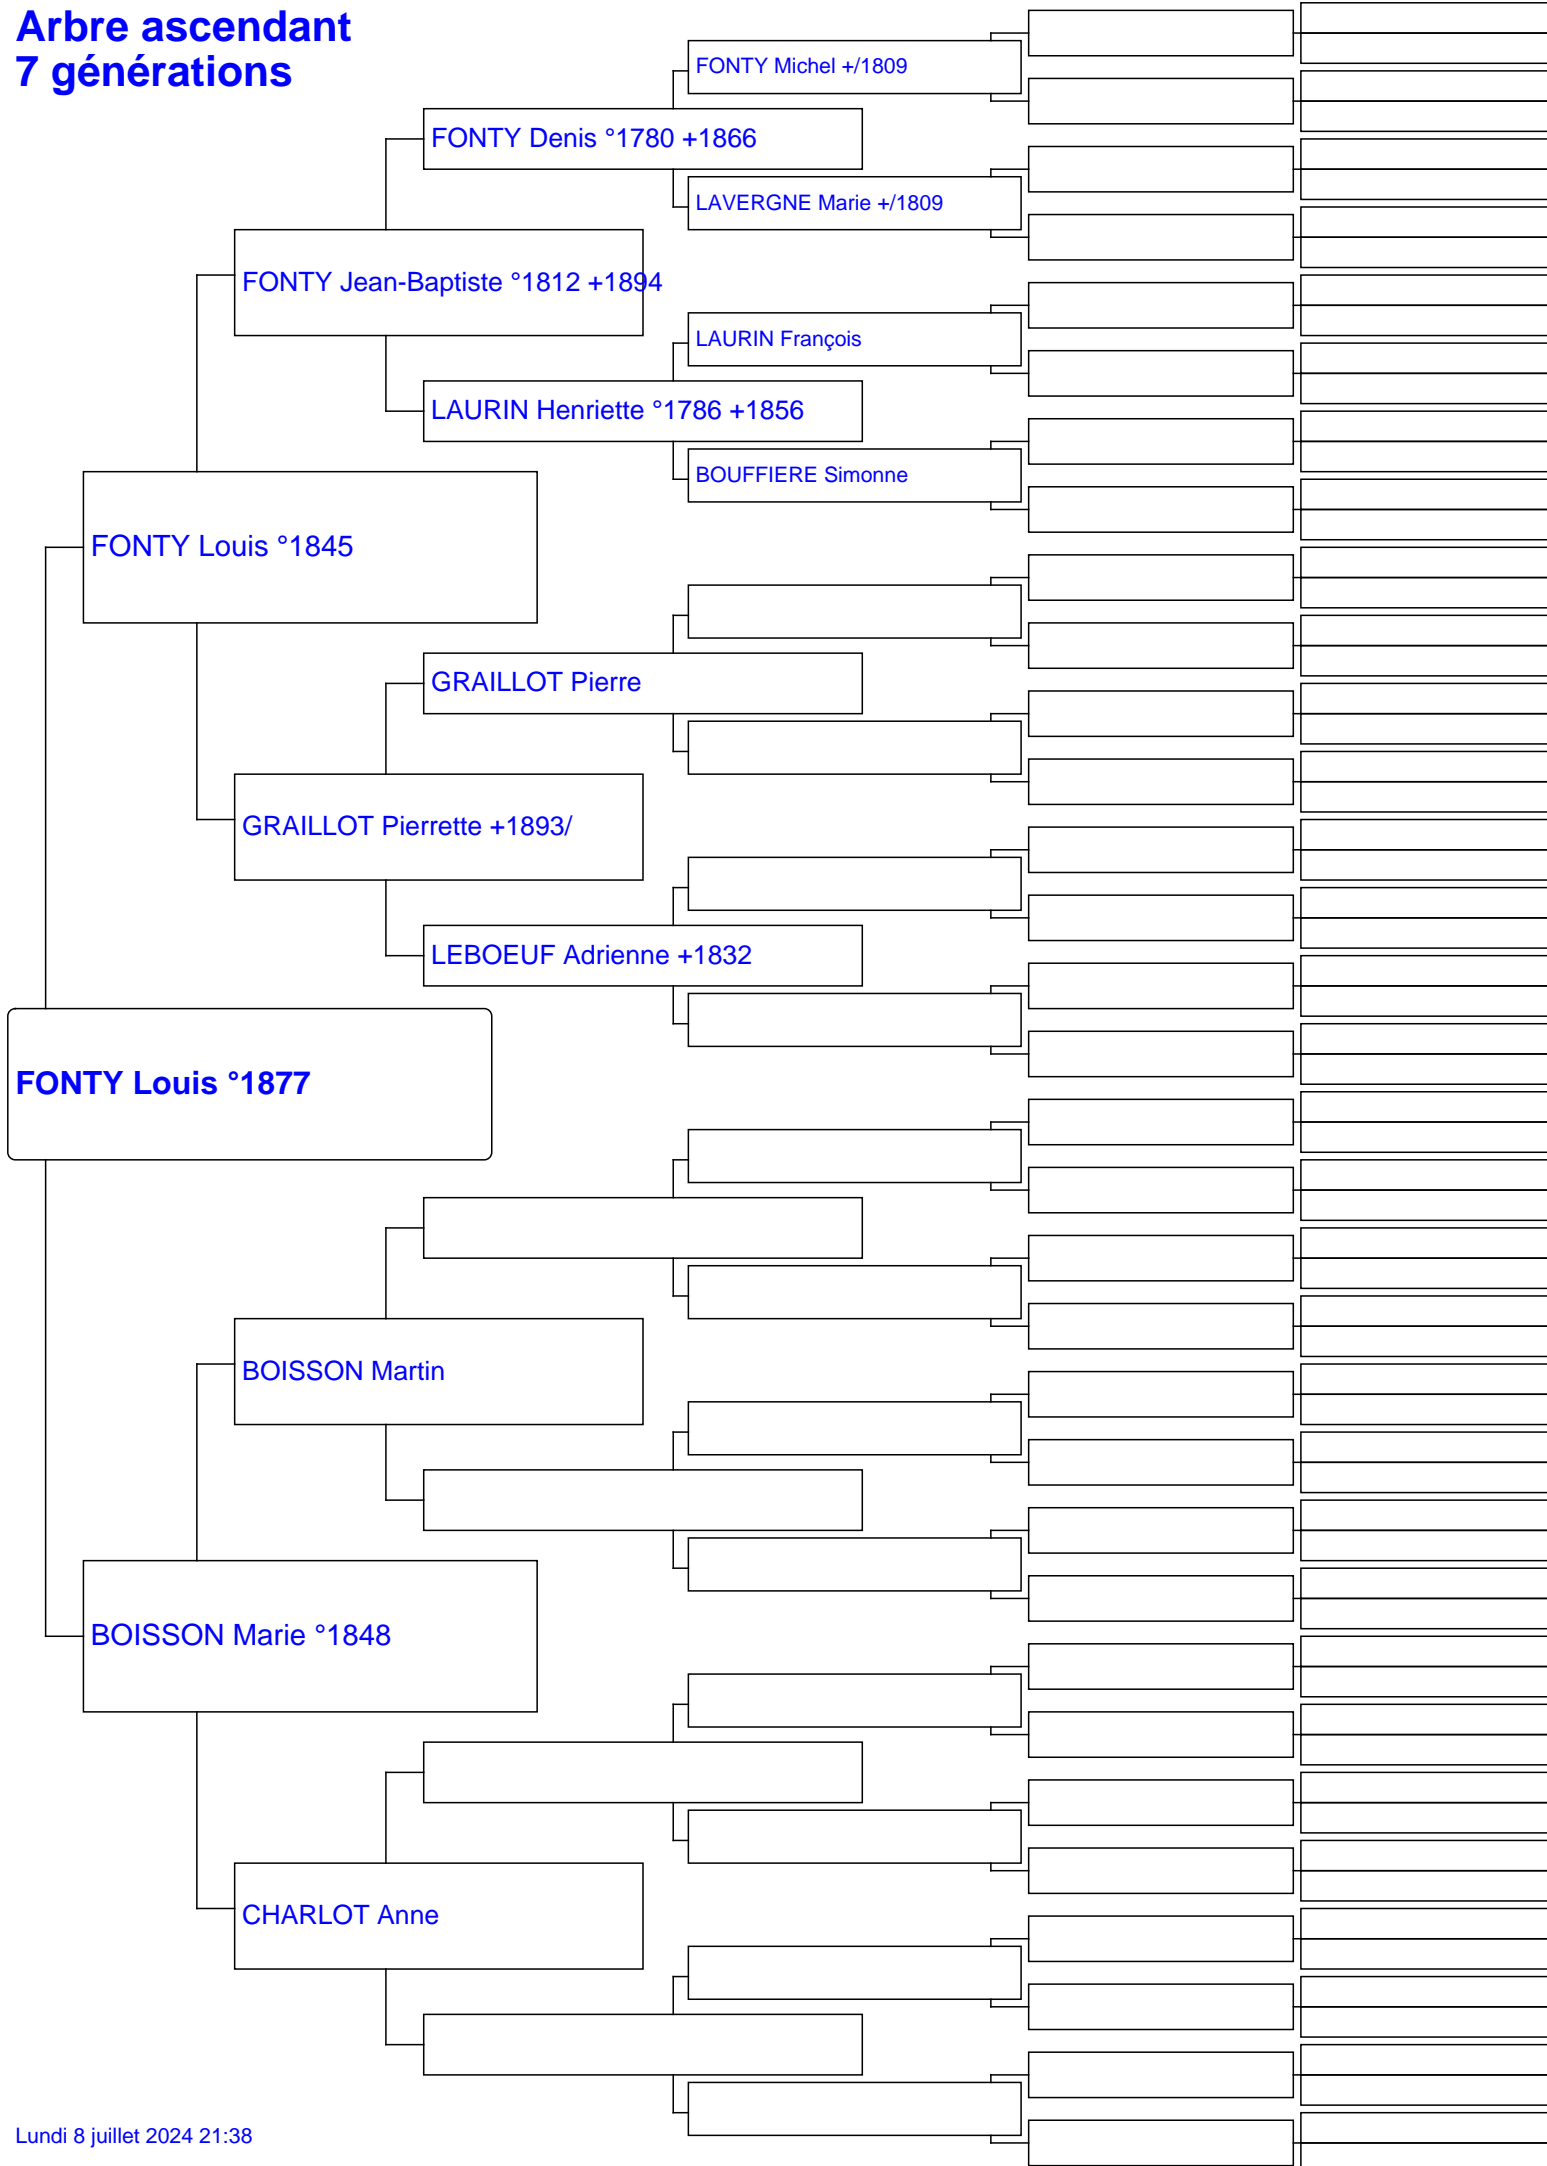 Arbre ascendant
7 générations
FONTY Michel +/1809
FONTY Denis °1780 +1866
LAVERGNE Marie +/1809
FONTY Jean-Baptiste °1812 +1894
LAURIN François
LAURIN Henriette °1786 +1856
BOUFFIERE Simonne
FONTY Louis °1845
GRAILLOT Pierre
GRAILLOT Pierrette +1893/
LEBOEUF Adrienne +1832
FONTY Louis °1877
BOISSON Martin
BOISSON Marie °1848
CHARLOT Anne
Lundi 8 juillet 2024 21:38